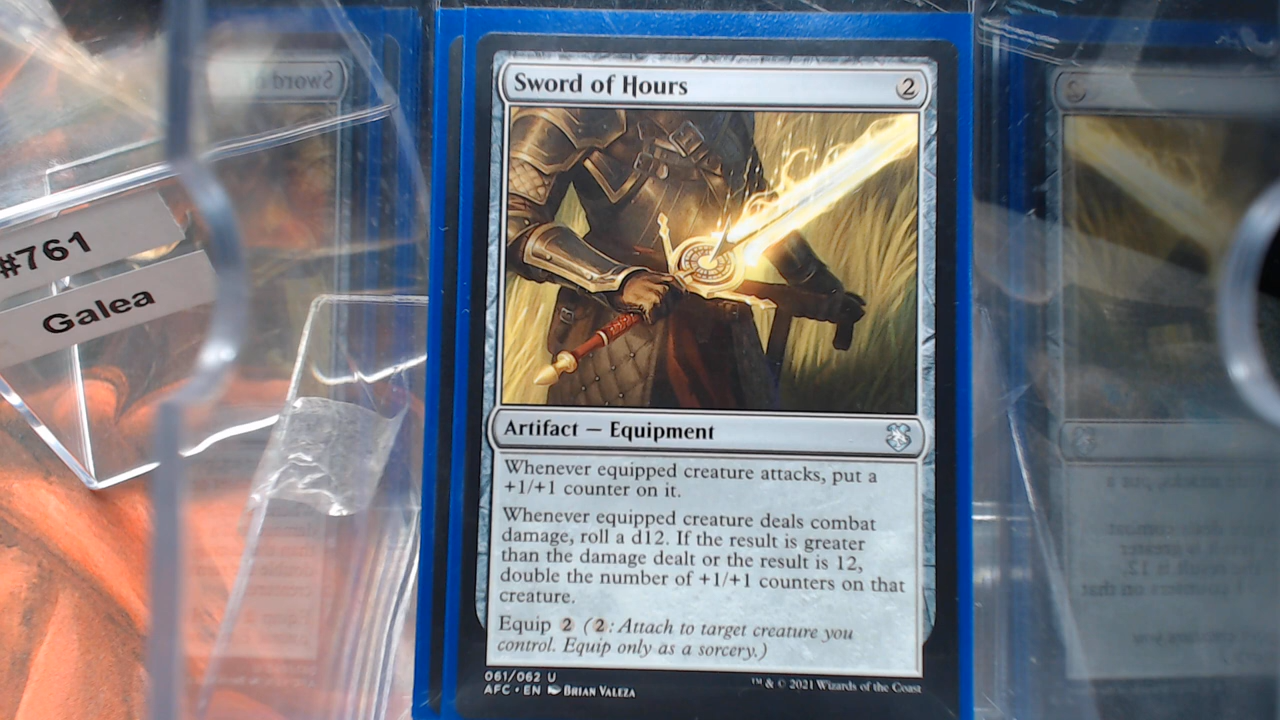 #761
Galea
Sword of Hours
2
Artifact — Equipment
Whenever equipped creature attacks, put a
+1/+1 counter on it.
Whenever equipped creature deals combat
damage, roll a d12. If the result is greater
than the damage dealt or the result is 12,
double the number of +1/+1 counters on that
creature.
Equip 2 (2: Attach to target creature you
control. Equip only as a sorcery.)
061/062 U
AFC • EN Brian Valeza
™ & © 2021 Wizards of the Coast